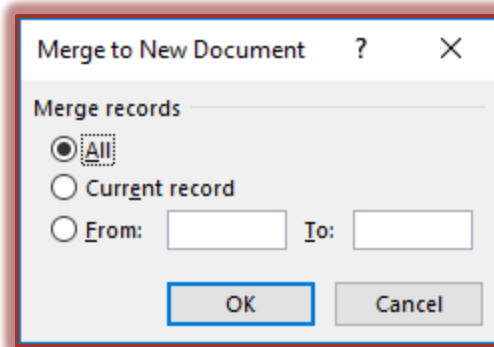 Merge to New Document ?
Merge records
All
Current record
From: To:
OK Cancel